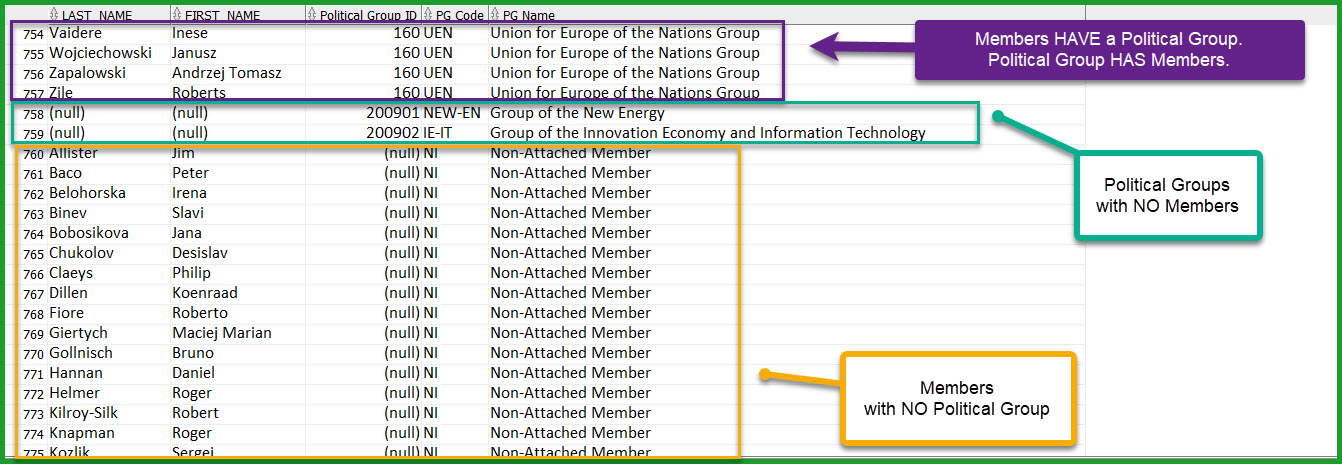 LAST_NAME FIRST_NAME Political Group ID PG Code PG Name
754 Vaidere Inese 160 UEN Union for Europe of the Nations Group
755 Wojciechowski Janusz 160 UEN Union for Europe of the Nations Group
756 Zapalowski Andrzej Tomasz 160 UEN Union for Europe of the Nations Group
757 Zile Roberts 160 UEN Union for Europe of the Nations Group
Members HAVE a Political Group.
Political Group HAS Members.
758 (null) (null) 200901 NEW-EN Group of the New Energy
759 (null) (null) 200902 IE-IT Group of the Innovation Economy and Information Technology
Political Groups
with NO Members
760 Allister Jim (null) NI Non-Attached Member
761 Baco Peter (null) NI Non-Attached Member
762 Belohorska Irena (null) NI Non-Attached Member
763 Binev Slavi (null) NI Non-Attached Member
764 Bobosikova Jana (null) NI Non-Attached Member
765 Chukolov Desislav (null) NI Non-Attached Member
766 Claeys Philip (null) NI Non-Attached Member
767 Dillen Koenraad (null) NI Non-Attached Member
768 Fiore Roberto (null) NI Non-Attached Member
769 Giertych Maciej Marian (null) NI Non-Attached Member
770 Gollnisch Bruno (null) NI Non-Attached Member
771 Hannan Daniel (null) NI Non-Attached Member
772 Helmer Roger (null) NI Non-Attached Member
773 Kilroy-Silk Robert (null) NI Non-Attached Member
774 Knapman Roger (null) NI Non-Attached Member
775 Kozlik Sergej (null) NI Non-Attached Member
Members
with NO Political Group